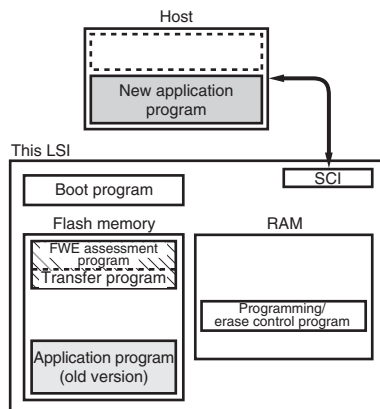 Host
New application
program
This LSI
Boot program
SCI
Flash memory
RAM
FWE assessment
program
Transfer program
Programming/
erase control program
Application program
(old version)